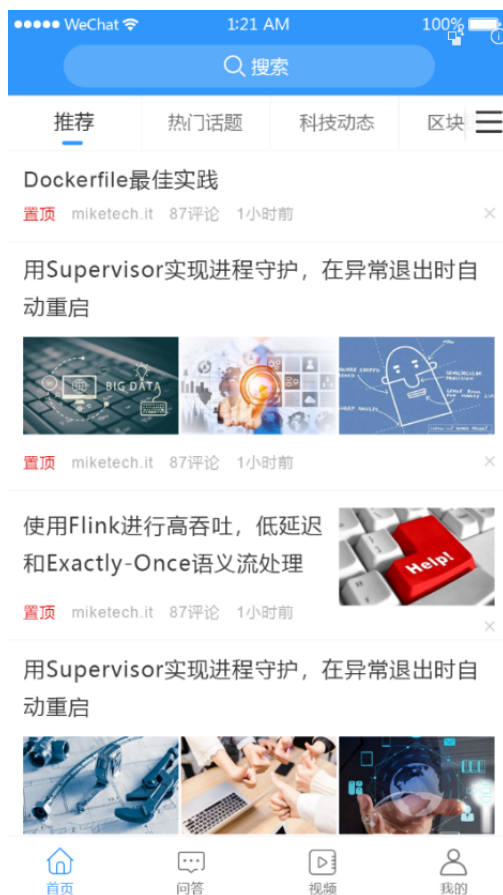 WeChat 1:21 AM 100%
搜索
推荐 热门话题 科技动态 区块
Dockerfile最佳实践
置顶 miketech.it 87评论 1小时前
用Supervisor实现进程守护，在异常退出时自
动重启
BIG DATA
置顶 miketech.it 87评论 1小时前
使用Flink进行高吞吐，低延迟
和Exactly-Once语义流处理
Help!
置顶 miketech.it 87评论 1小时前
用Supervisor实现进程守护，在异常退出时自
动重启
首页 问答 视频 我的